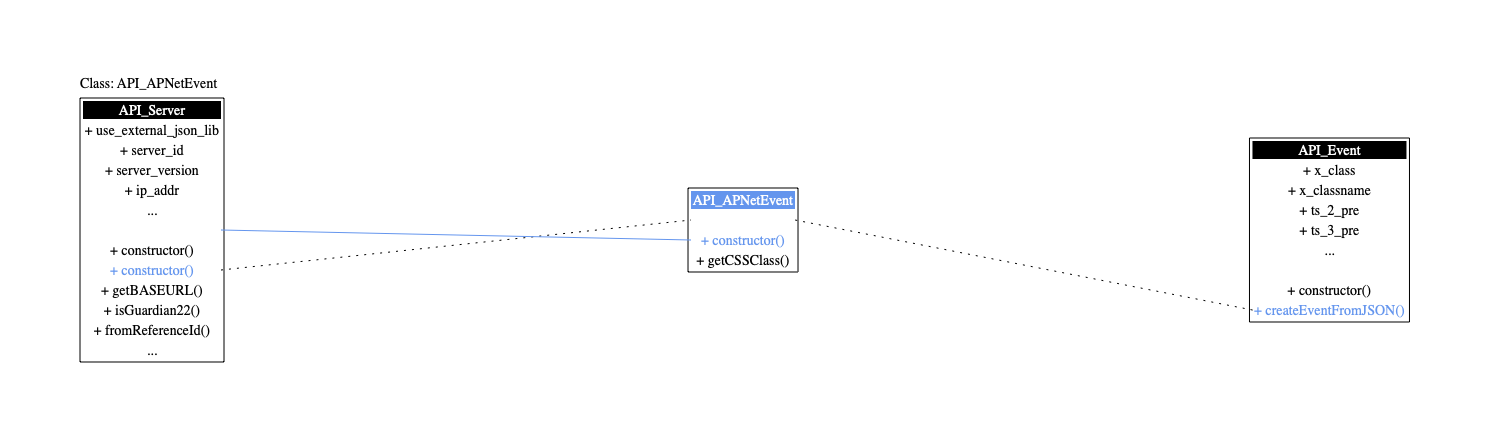 Class: API_APNetEvent
API_Server
+ use_external_json_lib
+ server_id
+ server_version
+ ip_addr
...
+ constructor()
+ constructor()
+ getBASEURL()
+ isGuardian22()
+ fromReferenceId()
...
API_APNetEvent
+ constructor()
+ getCSSClass()
API_Event
+ x_class
+ x_classname
+ ts_2_pre
+ ts_3_pre
...
+ constructor()
+ createEventFromJSON()